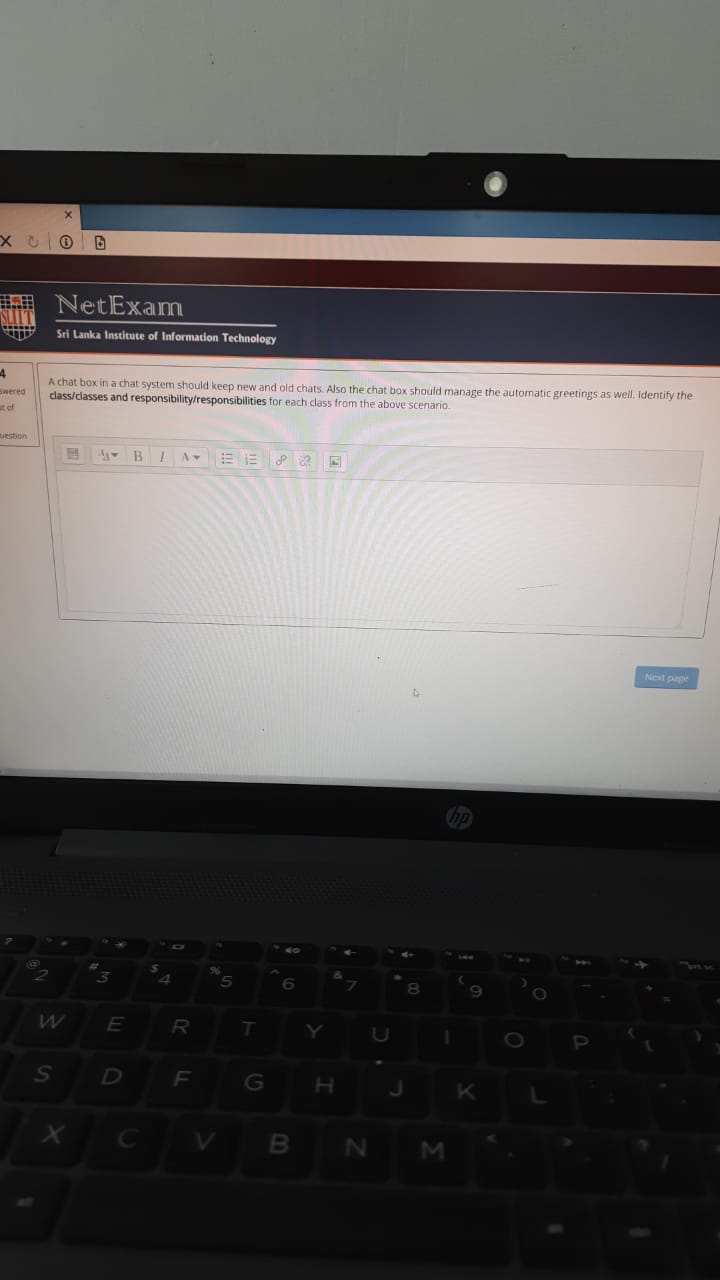 NetExam
SLIIT
Sri Lanka Institute of Information Technology
4
swered
uestion
A chat box in a chat system should keep new and old chats. Also the chat box should manage the automatic greetings as well. Identify the
class/classes and responsibility/responsibilities for each class from the above scenario.
B I A
Next page
hp
@ 2 # 3 $ 4 % 5 ^ 6 & 7 * 8 ( 9 ) 0
W E R T Y U I O P
S D F G H J K L
X C V B N M